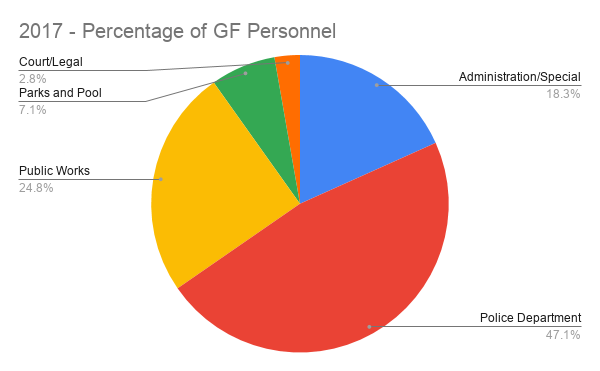 2017 - Percentage of GF Personnel
Court/Legal
2.8%
Parks and Pool
7.1%
Public Works
24.8%
Administration/Special
18.3%
Police Department
47.1%